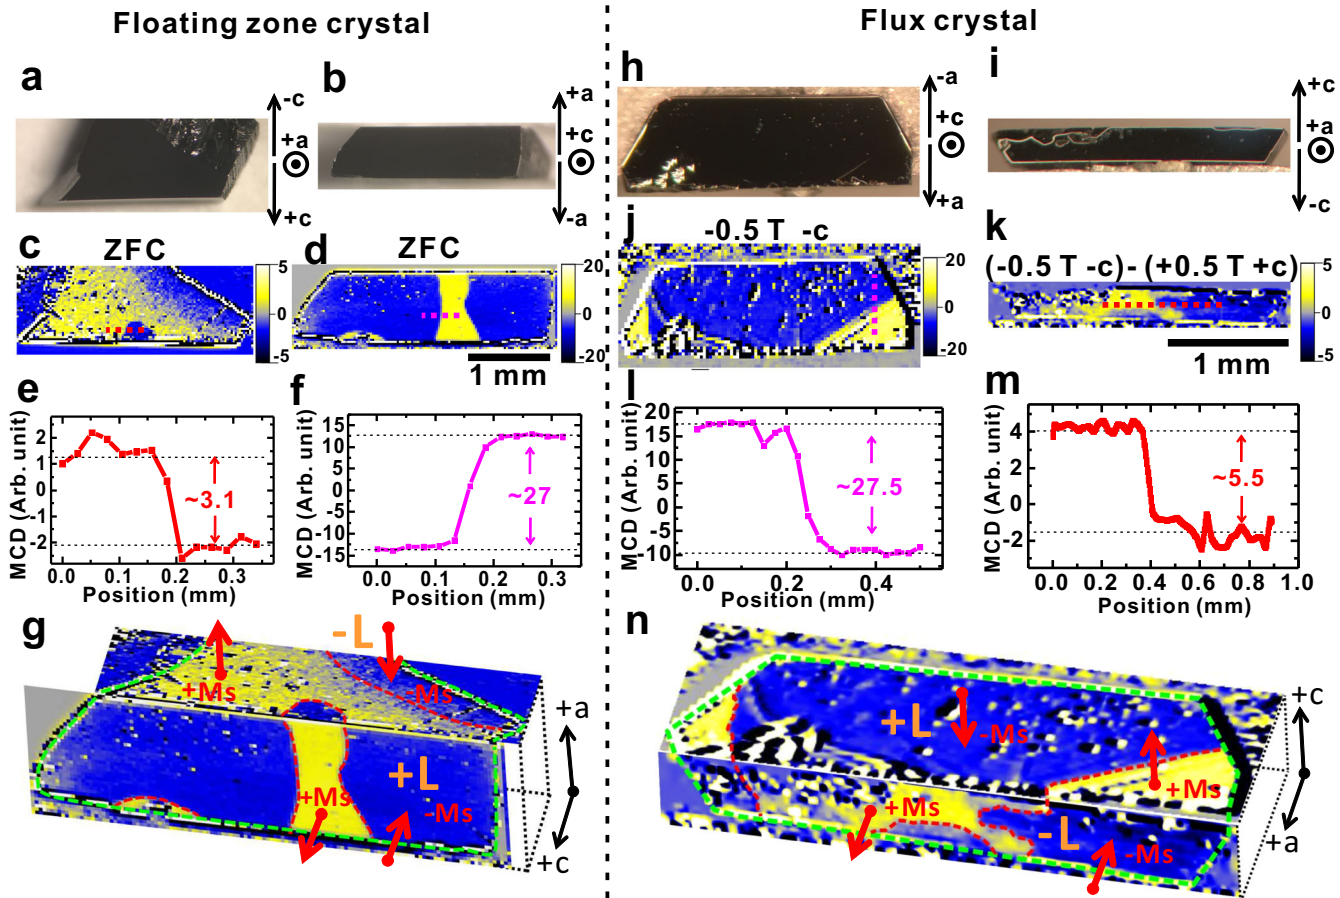 Floating zone crystal
Flux crystal
a
-c
+a
+c
b
+a
+c
-a
h
-a
+c
+a
i
+c
+a
-c
c
ZFC
5
0
-5
d
ZFC
20
0
-20
1 mm
j
-0.5 T -c
20
0
-20
k
(-0.5 T -c)- (+0.5 T +c)
5
0
-5
1 mm
e
MCD (Arb. unit)
2
1
0
-1
-2
~3.1
0.0 0.1 0.2 0.3
Position (mm)
f
MCD (Arb. unit)
15
10
5
0
-5
-10
-15
~27
0.0 0.1 0.2 0.3
Position (mm)
l
MCD (Arb. unit)
20
15
10
5
0
-5
-10
~27.5
0.0 0.2 0.4
Position (mm)
m
MCD (Arb. unit)
4
2
0
-2
~5.5
0.0 0.2 0.4 0.6 0.8 1.0
Position (mm)
g
-L
+Ms
-Ms
+L
+Ms
-Ms
+a
+c
n
+L
-Ms
+Ms
+Ms
-L
-Ms
+c
+a